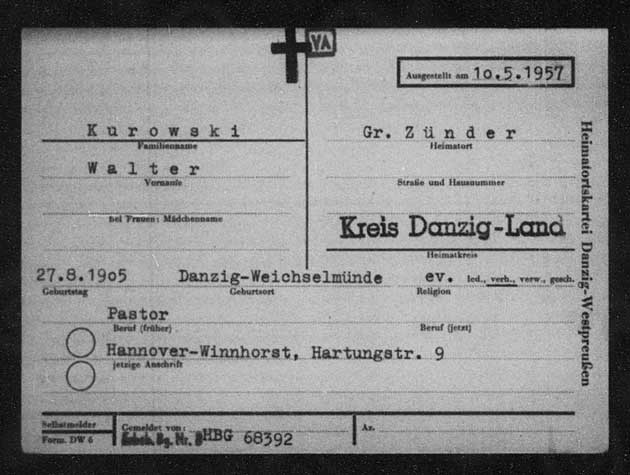 VA
Ausgestellt am 10.5.1957
Kurowski
Familienname
Gr. Zünder
Heimatort
Walter
Vorname
Straße und Hausnummer
bei Frauen: Mädchenname
Kreis Danzig-Land
Heimatkreis
27.8.1905 Danzig-Weichselmünde ev. led., verh., verw., gesch.
Geburtstag Geburtsort Religion
Pastor
Beruf (früher) Beruf (jetzt)
Hannover-Winnhorst, Hartungstr. 9
jetzige Anschrift
Selbstmelder Gemeldet von: Az.
Form. DW 6 HBG 68392
Heimatortskartei Danzig-Westpreußen